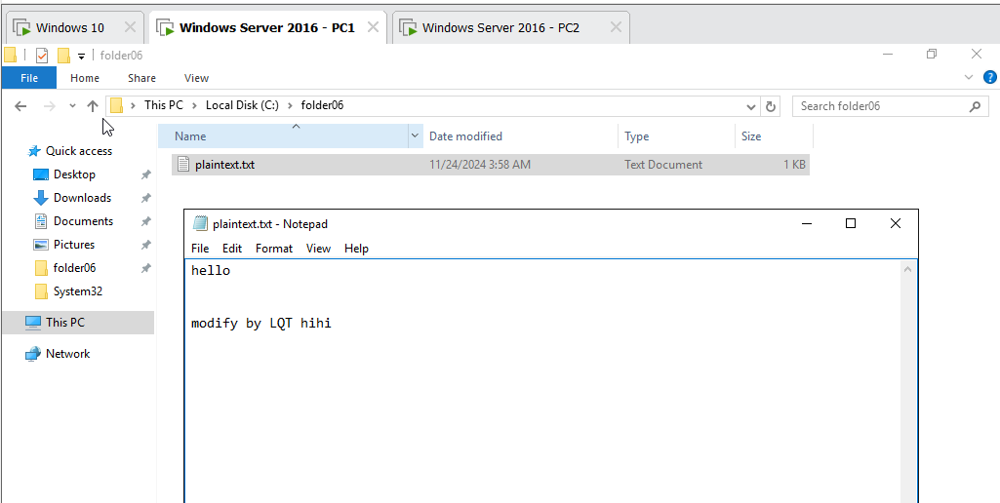 Windows 10
Windows Server 2016 - PC1
Windows Server 2016 - PC2
folder06
File Home Share View
This PC Local Disk (C:) folder06
Search folder06
Name Date modified Type Size
plaintext.txt 11/24/2024 3:58 AM Text Document 1 KB
Quick access
Desktop
Downloads
Documents
Pictures
folder06
System32
This PC
Network
plaintext.txt - Notepad
File Edit Format View Help
hello
modify by LQT hihi